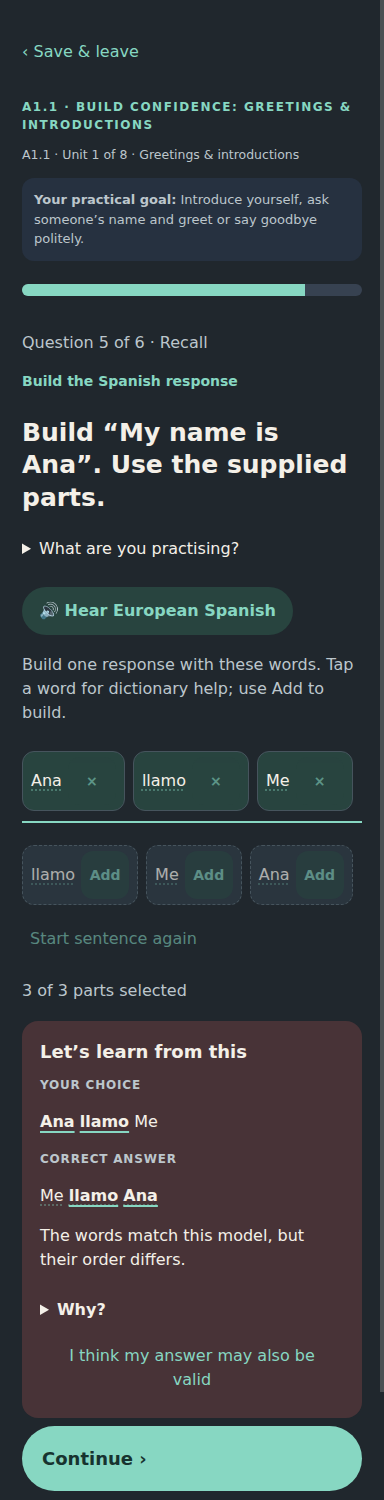 ‹ Save & leave
A1.1 · BUILD CONFIDENCE: GREETINGS &
INTRODUCTIONS
A1.1 · Unit 1 of 8 · Greetings & introductions
Your practical goal: Introduce yourself, ask
someone’s name and greet or say goodbye
politely.
Question 5 of 6 · Recall
Build the Spanish response
Build “My name is
Ana”. Use the supplied
parts.
What are you practising?
Hear European Spanish
Build one response with these words. Tap
a word for dictionary help; use Add to
build.
Ana × llamo × Me ×
llamo Add Me Add Ana Add
Start sentence again
3 of 3 parts selected
Let’s learn from this
YOUR CHOICE
Ana llamo Me
CORRECT ANSWER
Me llamo Ana
The words match this model, but
their order differs.
Why?
I think my answer may also be
valid
Continue ›